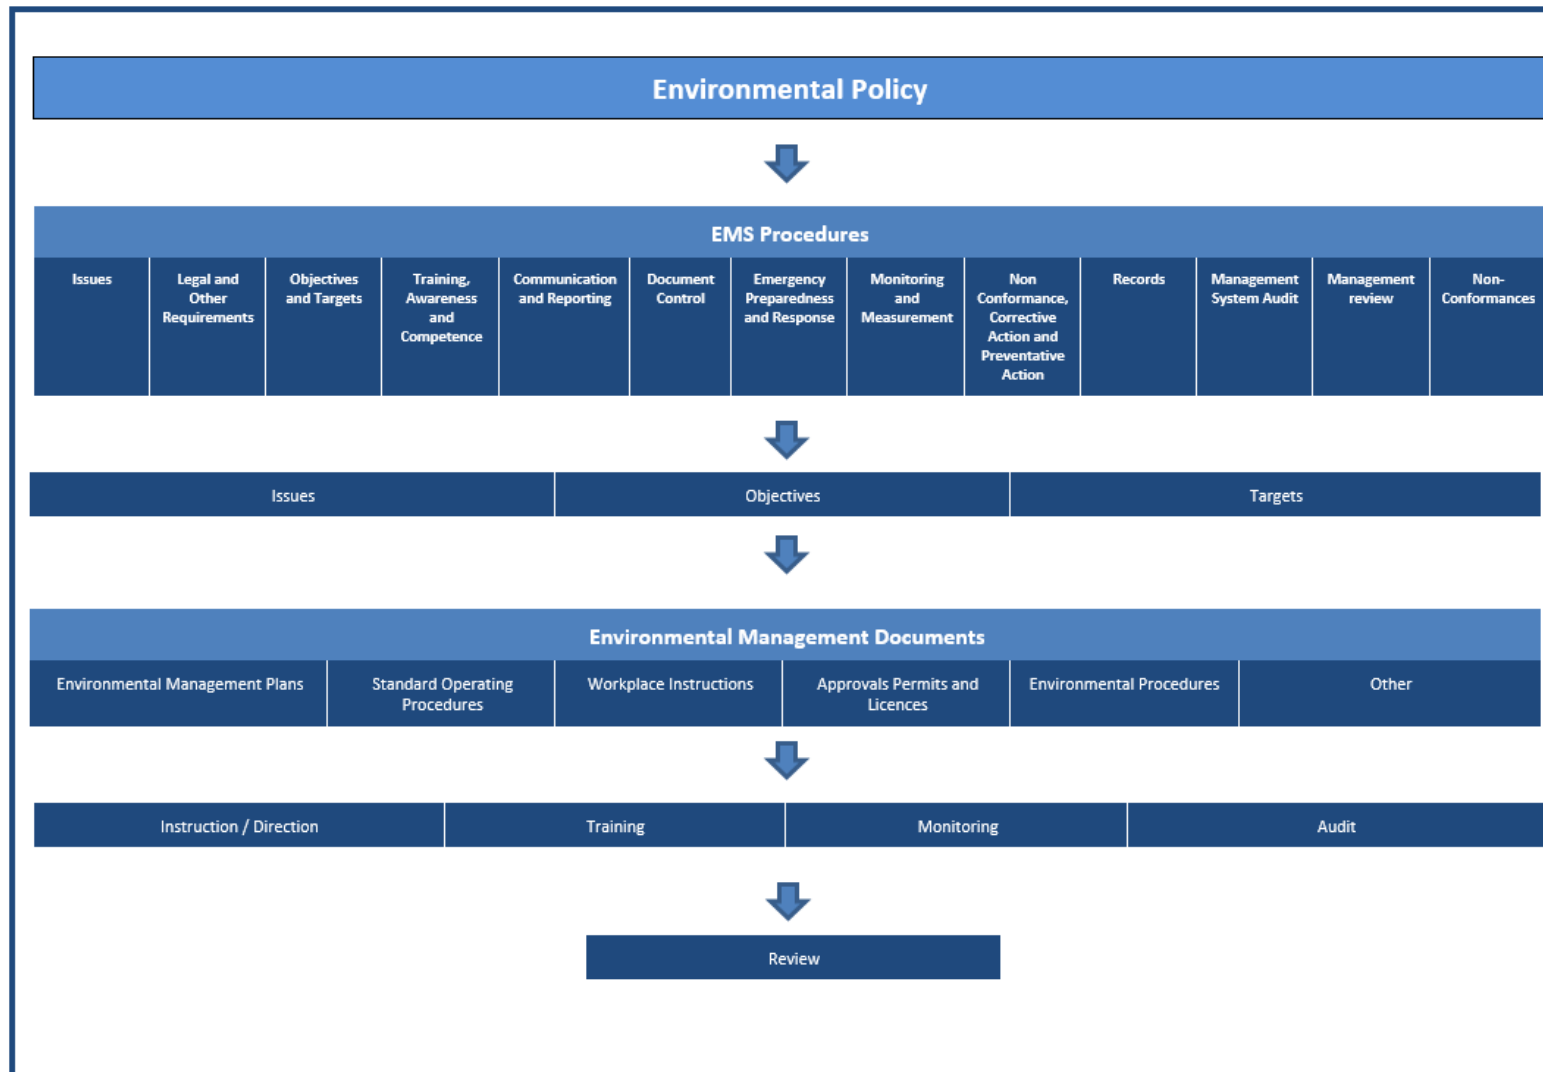 Environmental Policy
EMS Procedures
Issues
Legal and
Other
Requirements
Objectives
and Targets
Training,
Awareness
and
Competence
Communication
and Reporting
Document
Control
Emergency
Preparedness
and Response
Monitoring
and
Measurement
Non
Conformance,
Corrective
Action and
Preventative
Action
Records
Management
System Audit
Management
review
Non-
Conformances
Issues
Objectives
Targets
Environmental Management Documents
Environmental Management Plans
Standard Operating
Procedures
Workplace Instructions
Approvals Permits and
Licences
Environmental Procedures
Other
Instruction / Direction
Training
Monitoring
Audit
Review